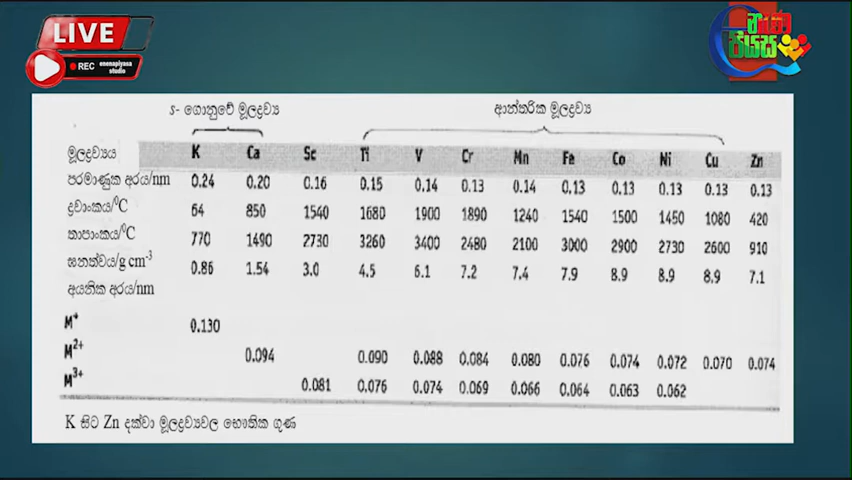 LIVE
REC enenapiyasa studio
එනැණ පියස
s- ගොනුවේ මූලද්‍රව්‍ය ආන්තරික මූලද්‍රව්‍ය
මූලද්‍රව්‍යය K Ca Sc Ti V Cr Mn Fe Co Ni Cu Zn
පරමාණුක අරය/nm 0.24 0.20 0.16 0.15 0.14 0.13 0.14 0.13 0.13 0.13 0.13 0.13
ද්‍රවාංකය/⁰C 64 850 1540 1680 1900 1890 1240 1540 1500 1450 1080 420
තාපාංකය/⁰C 770 1490 2730 3260 3400 2480 2100 3000 2900 2730 2600 910
ඝනත්වය/g cm⁻³ 0.86 1.54 3.0 4.5 6.1 7.2 7.4 7.9 8.9 8.9 8.9 7.1
අයනික අරය/nm
M⁺ 0.130
M²⁺ 0.094 0.090 0.088 0.084 0.080 0.076 0.074 0.072 0.070 0.074
M³⁺ 0.081 0.076 0.074 0.069 0.066 0.064 0.063 0.062
K සිට Zn දක්වා මූලද්‍රව්‍යවල භෞතික ගුණ